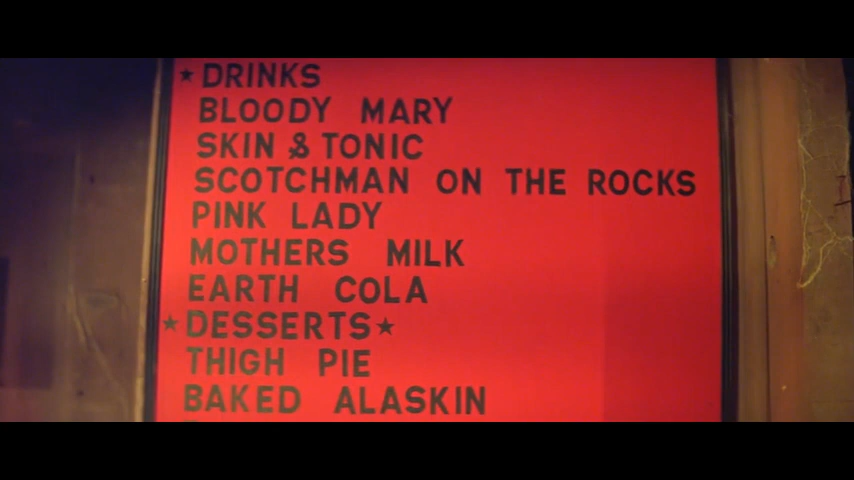 ★ DRINKS
BLOODY MARY
SKIN & TONIC
SCOTCHMAN ON THE ROCKS
PINK LADY
MOTHERS MILK
EARTH COLA
★ DESSERTS ★
THIGH PIE
BAKED ALASKIN